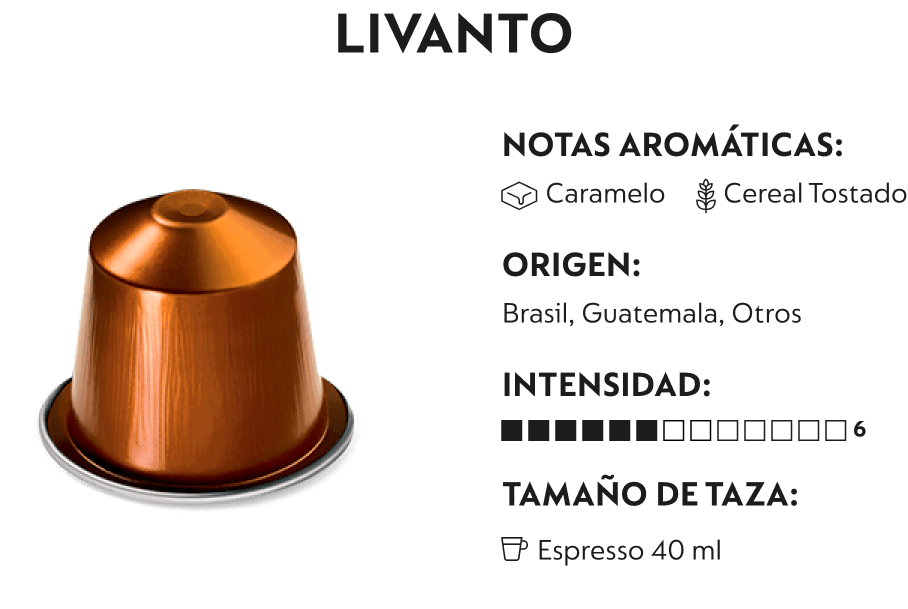 LIVANTO
NOTAS AROMÁTICAS:
Caramelo Cereal Tostado
ORIGEN:
Brasil, Guatemala, Otros
INTENSIDAD:
6
TAMAÑO DE TAZA:
Espresso 40 ml